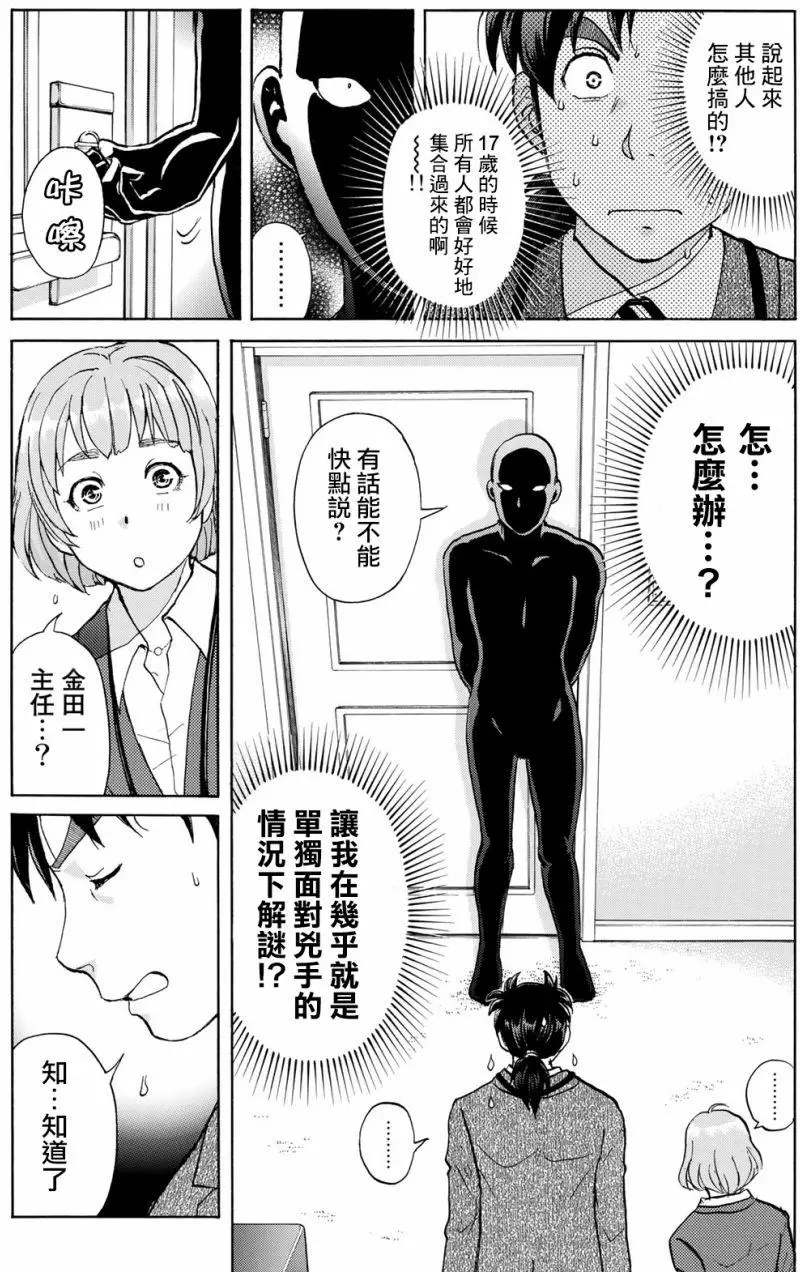 說起來
其他人
怎麼搞的!?
17歲的時候
所有人都會好好地
集合過來的啊
~~~!!
………
咔嚓
怎…
怎麼辦…?
有話能不能
快點說?
讓我在幾乎就是
單獨面對兇手的
情況下解謎!?
………
………
金田一
主任…?
知…知道了